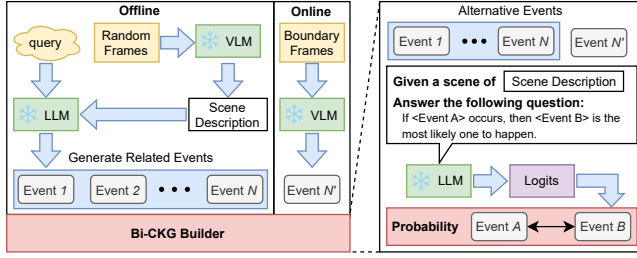 Offline
Online
query
Random
Frames
VLM
Boundary
Frames
LLM
Scene
Description
VLM
Generate Related Events
Event 1
Event 2
Event N
Event N'
Bi-CKG Builder
Alternative Events
Event 1
Event N
Event N'
Given a scene of Scene Description
Answer the following question:
If <Event A> occurs, then <Event B> is the
most likely one to happen.
LLM
Logits
Probability
Event A
Event B